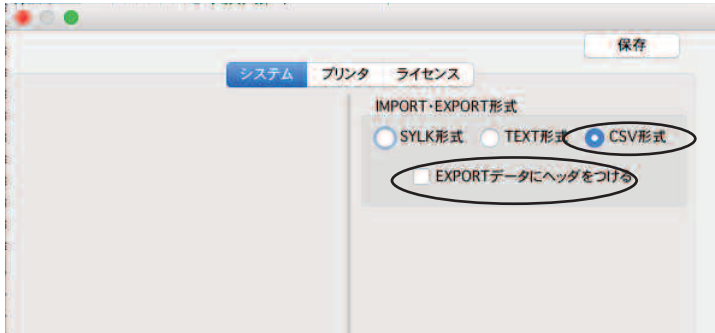 保存
システム プリンタ ライセンス
IMPORT・EXPORT形式
SYLK形式 TEXT形式 CSV形式
EXPORTデータにヘッダをつける